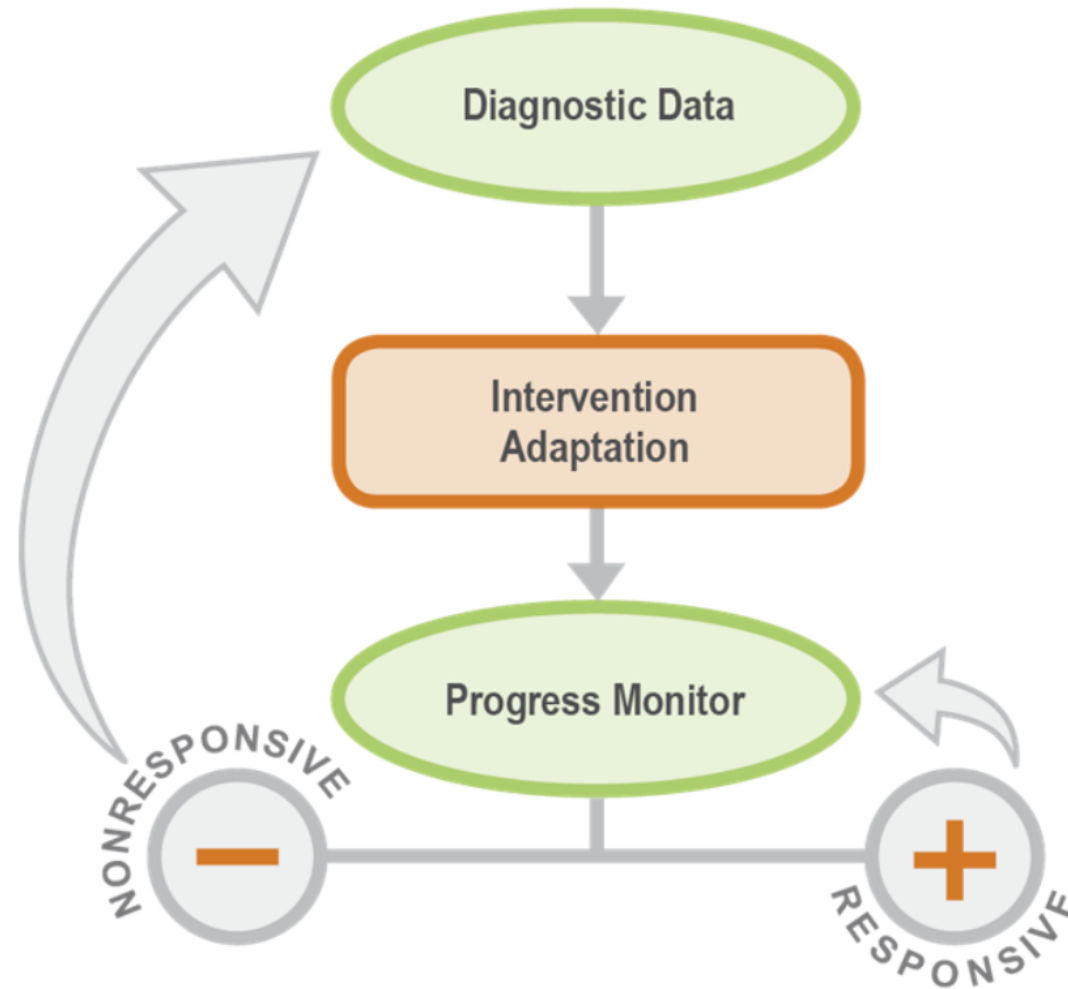 Diagnostic Data
Intervention
Adaptation
Progress Monitor
NONRESPONSIVE
RESPONSIVE